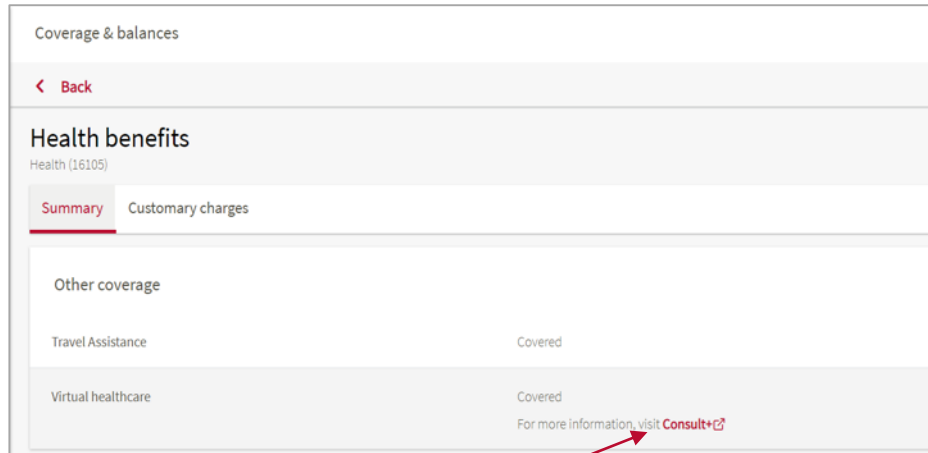 Coverage & balances
Back
Health benefits
Health (16105)
Summary Customary charges
Other coverage
Travel Assistance Covered
Virtual healthcare Covered
For more information, visit Consult+